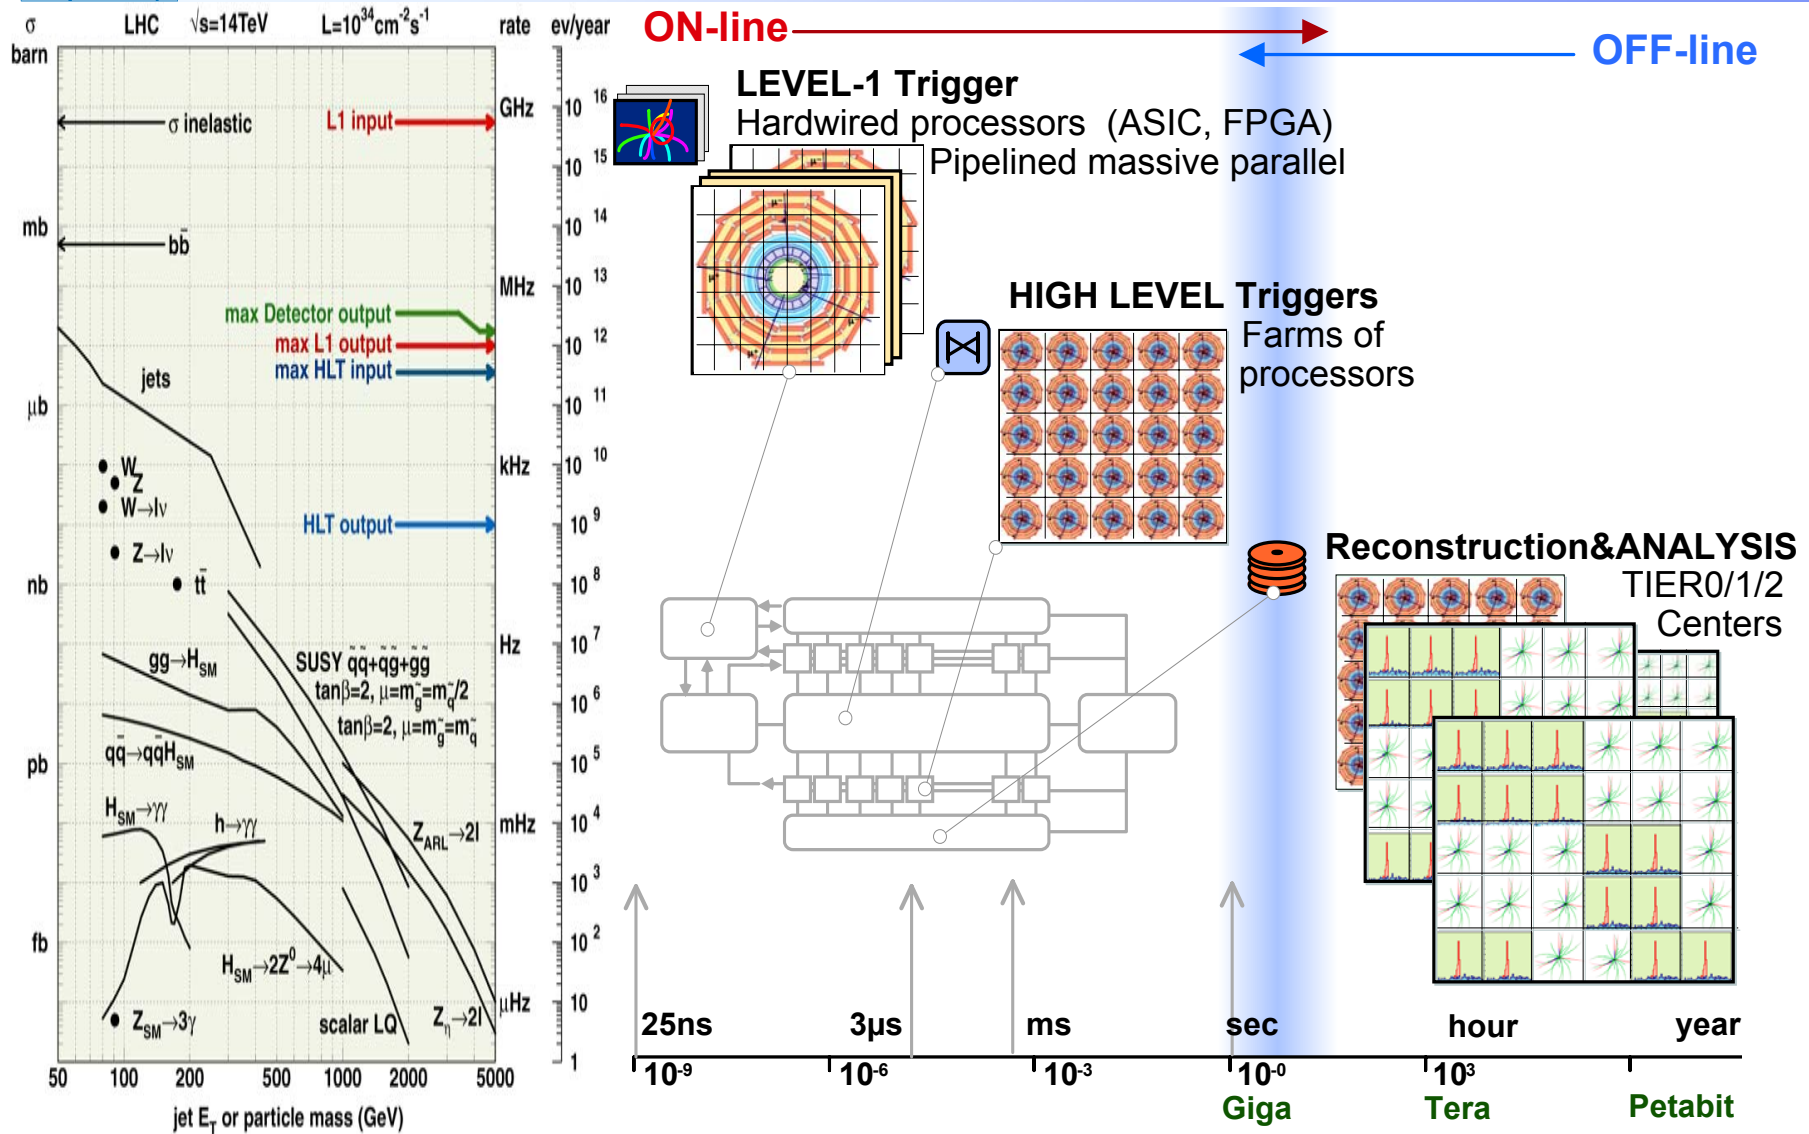 σ LHC √s=14TeV L=10³⁴cm⁻²s⁻¹ rate ev/year
barn
GHz
10¹⁶
σ inelastic
L1 input
10¹⁵
mb
10¹⁴
bb̄
10¹³
MHz
max Detector output
max L1 output
10¹²
max HLT input
jets
μb
10¹¹
W
Z
kHz
10¹⁰
W→lν
HLT output
10⁹
Z→lν
tt̄
nb
10⁸
Hz
10⁷
gg→H_SM
SUSY q̃q̃+q̃g̃+g̃g̃
tanβ=2, μ=m_g̃=m_q̃/2
10⁶
tanβ=2, μ=m_g̃=m_q̃
qq̄→qq̄H_SM
10⁵
pb
H_SM→γγ
h→γγ
10⁴
mHz
Z_ARL→2l
10³
fb
10²
H_SM→2Z⁰→4μ
μHz
10
Z_SM→3γ
scalar LQ
Z_η→2l
1
50 100 200 500 1000 2000 5000
jet E_T or particle mass (GeV)
ON-line
OFF-line
LEVEL-1 Trigger
Hardwired processors (ASIC, FPGA)
Pipelined massive parallel
μ⁻
μ⁻
μ⁺
μ⁻
μ⁺
HIGH LEVEL Triggers
Farms of
processors
Reconstruction&ANALYSIS
TIER0/1/2
Centers
25ns 3μs ms sec hour year
10⁻⁹ 10⁻⁶ 10⁻³ 10⁻⁰ 10³
Giga Tera Petabit